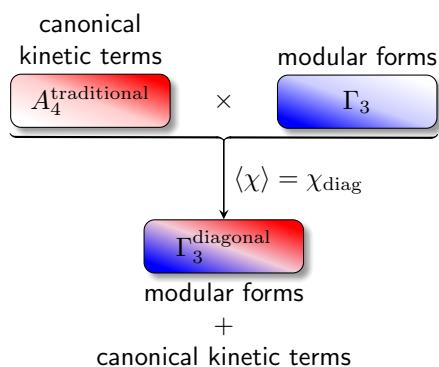 canonical
kinetic terms
modular forms
A_4^traditional × Γ_3
⟨χ⟩ = χ_diag
Γ_3^diagonal
modular forms
+
canonical kinetic terms